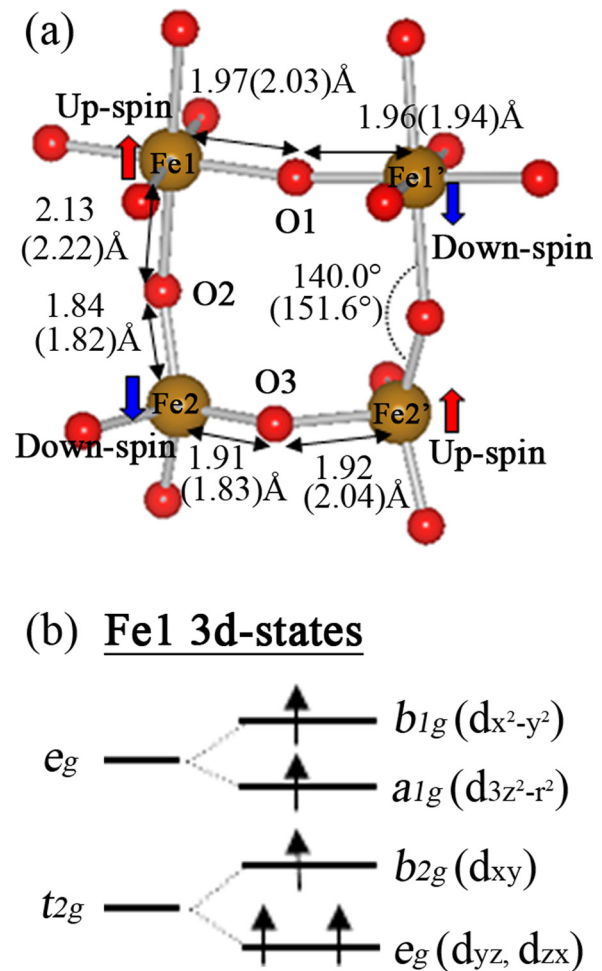 (a)
1.97(2.03)Å
Up-spin
1.96(1.94)Å
Fe1
Fe1’
O1
2.13
(2.22)Å
Down-spin
140.0°
(151.6°)
O2
1.84
(1.82)Å
O3
Fe2
Fe2’
Down-spin
Up-spin
1.91
(1.83)Å
1.92
(2.04)Å
(b) Fe1 3d-states
b1g (dx²-y²)
eg
a1g (d3z²-r²)
b2g (dxy)
t2g
eg (dyz, dzx)